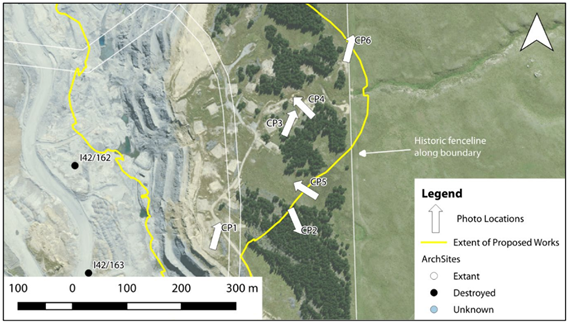 CP6
CP4
CP3
I42/162
Historic fenceline
along boundary
CP5
Legend
Photo Locations
CP1
CP2
Extent of Proposed Works
ArchSites
Extant
I42/163
Destroyed
100 0 100 200 300 m
Unknown